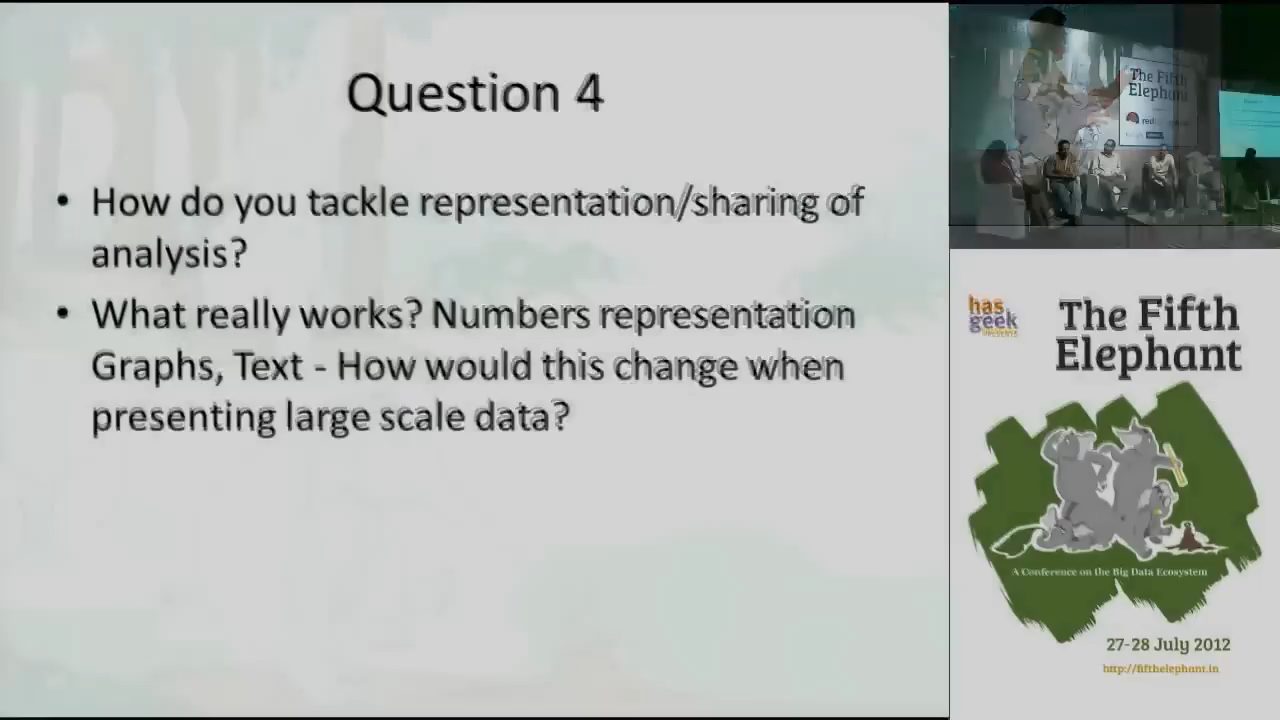 Question 4
• How do you tackle representation/sharing of
analysis?
• What really works? Numbers representation
Graphs, Text - How would this change when
presenting large scale data?
The Fifth
Elephant
red
has
geek
PRESENTS
The Fifth
Elephant
A Conference on the Big Data Ecosystem
27-28 July 2012
http://fifthelephant.in